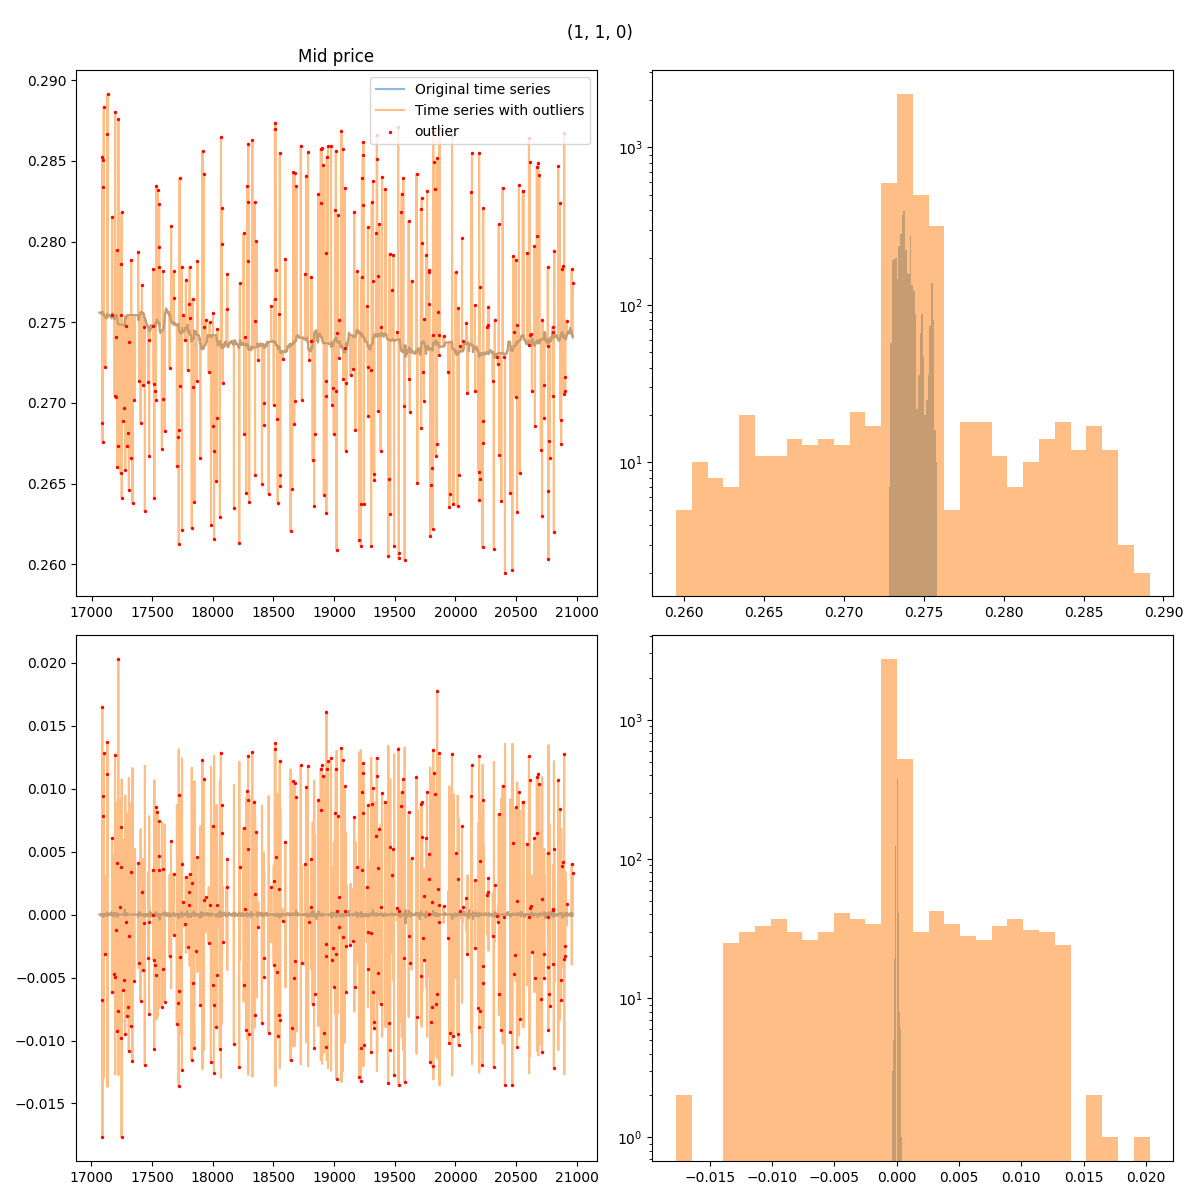 (1, 1, 0)
Mid price
Original time series
Time series with outliers
outlier
0.290
0.285
0.280
0.275
0.270
0.265
0.260
17000 17500 18000 18500 19000 19500 20000 20500 21000
10³
10²
10¹
0.260 0.265 0.270 0.275 0.280 0.285 0.290
0.020
0.015
0.010
0.005
0.000
−0.005
−0.010
−0.015
17000 17500 18000 18500 19000 19500 20000 20500 21000
10³
10²
10¹
10⁰
−0.015 −0.010 −0.005 0.000 0.005 0.010 0.015 0.020